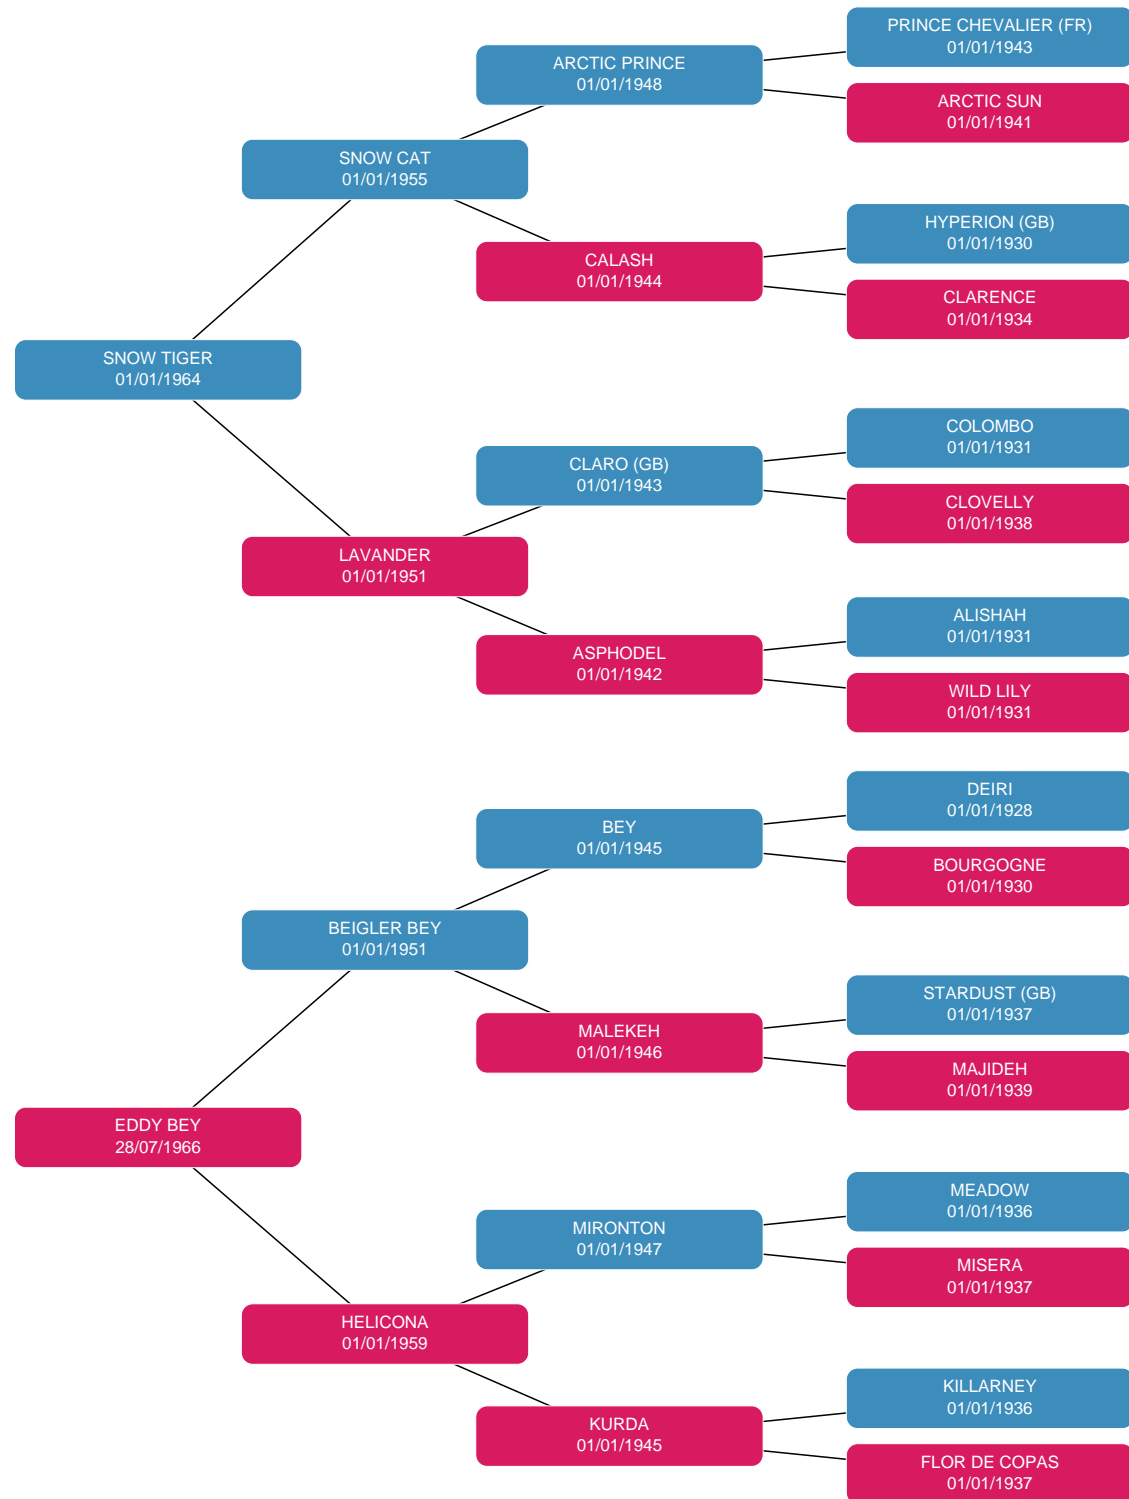 PRINCE CHEVALIER (FR)
01/01/1943
ARCTIC PRINCE
01/01/1948
ARCTIC SUN
01/01/1941
SNOW CAT
01/01/1955
HYPERION (GB)
01/01/1930
CALASH
01/01/1944
CLARENCE
01/01/1934
SNOW TIGER
01/01/1964
COLOMBO
01/01/1931
CLARO (GB)
01/01/1943
CLOVELLY
01/01/1938
LAVANDER
01/01/1951
ALISHAH
01/01/1931
ASPHODEL
01/01/1942
WILD LILY
01/01/1931
DEIRI
01/01/1928
BEY
01/01/1945
BOURGOGNE
01/01/1930
BEIGLER BEY
01/01/1951
STARDUST (GB)
01/01/1937
MALEKEH
01/01/1946
MAJIDEH
01/01/1939
EDDY BEY
28/07/1966
MEADOW
01/01/1936
MIRONTON
01/01/1947
MISERA
01/01/1937
HELICONA
01/01/1959
KILLARNEY
01/01/1936
KURDA
01/01/1945
FLOR DE COPAS
01/01/1937